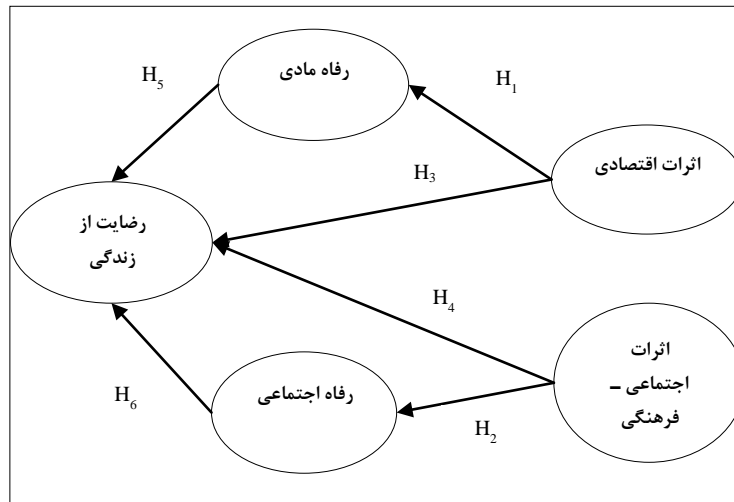 رفاه مادی
H1
H5
اثرات اقتصادی
H3
رضایت از
زندگی
H4
اثرات
اجتماعی –
فرهنگی
رفاه اجتماعی
H2
H6